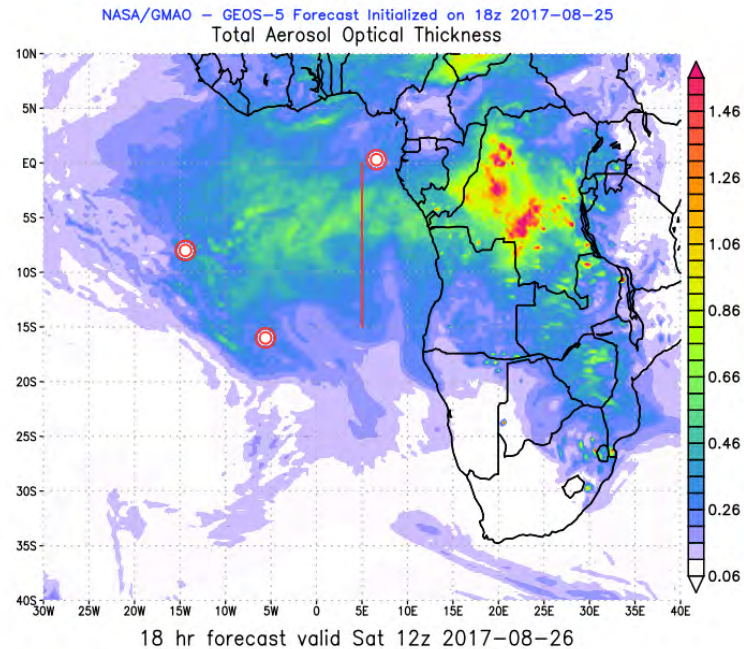 NASA/GMAO - GEOS-5 Forecast Initialized on 18z 2017-08-25
Total Aerosol Optical Thickness
10N
5N
EQ
5S
10S
15S
20S
25S
30S
35S
40S
30W 25W 20W 15W 10W 5W 0 5E 10E 15E 20E 25E 30E 35E 40E
1.46
1.26
1.06
0.86
0.66
0.46
0.26
0.06
18 hr forecast valid Sat 12z 2017-08-26